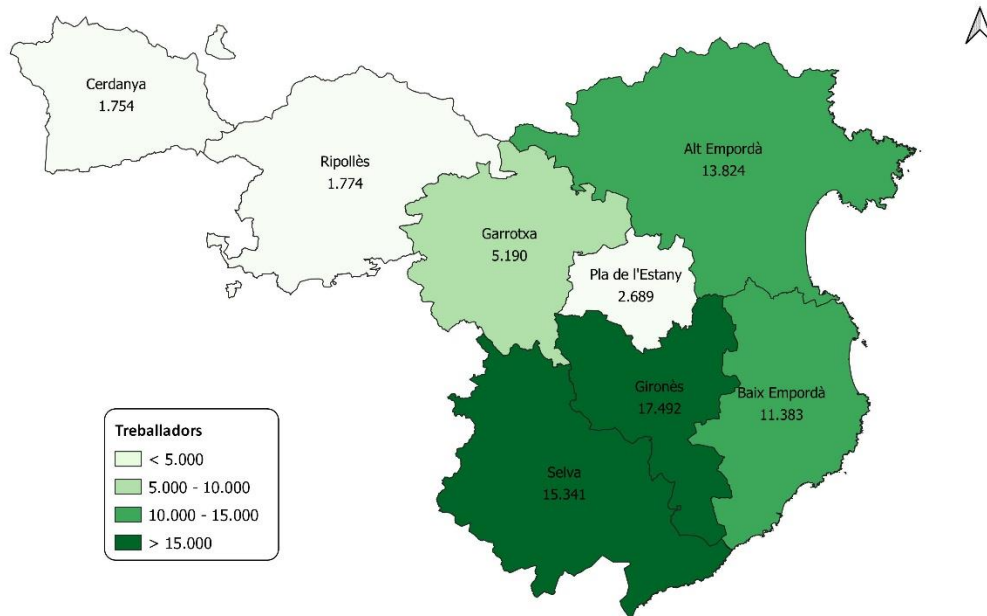 Cerdanya
1.754
Ripollès
1.774
Alt Empordà
13.824
Garrotxa
5.190
Pla de l'Estany
2.689
Gironès
17.492
Baix Empordà
11.383
Selva
15.341
Treballadors
< 5.000
5.000 - 10.000
10.000 - 15.000
> 15.000